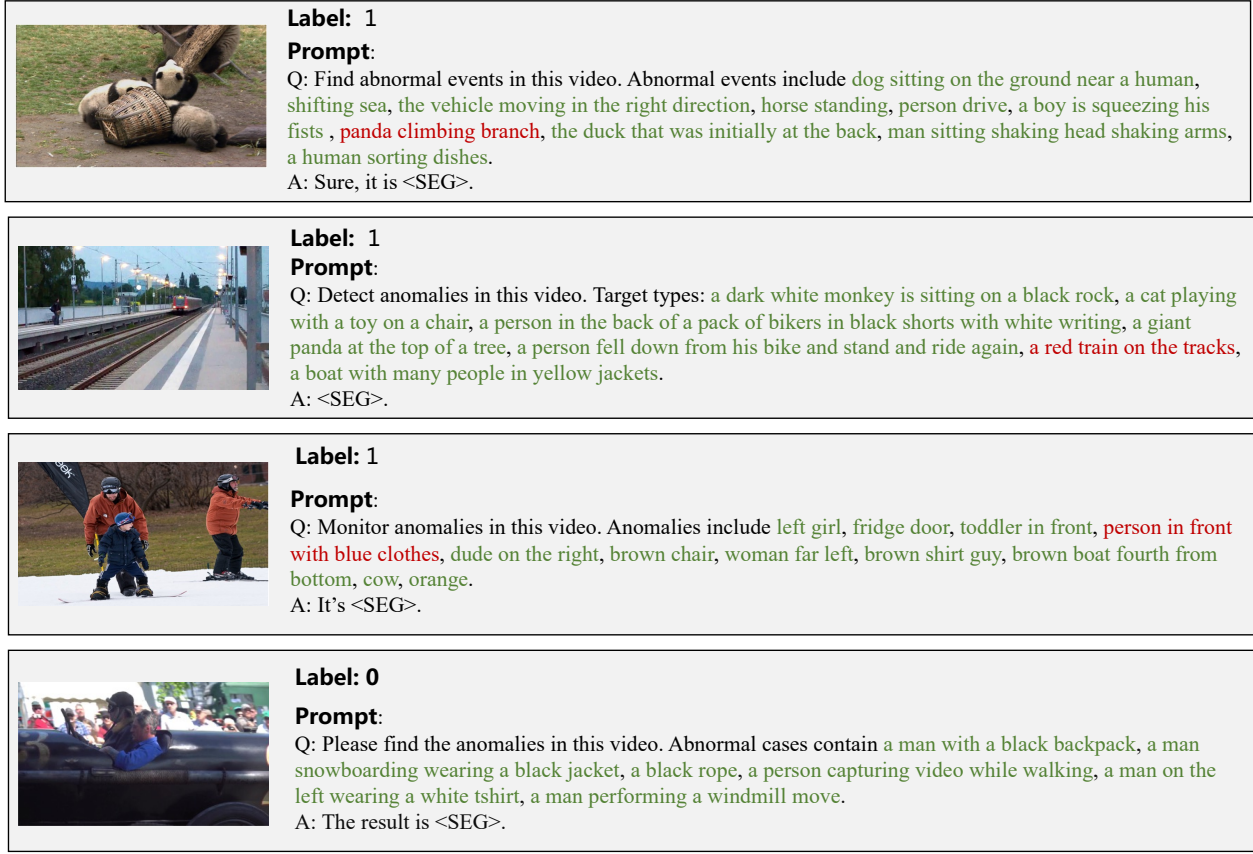 Label: 1
Prompt:
Q: Find abnormal events in this video. Abnormal events include dog sitting on the ground near a human,
shifting sea, the vehicle moving in the right direction, horse standing, person drive, a boy is squeezing his
fists , panda climbing branch, the duck that was initially at the back, man sitting shaking head shaking arms,
a human sorting dishes.
A: Sure, it is <SEG>.
Label: 1
Prompt:
Q: Detect anomalies in this video. Target types: a dark white monkey is sitting on a black rock, a cat playing
with a toy on a chair, a person in the back of a pack of bikers in black shorts with white writing, a giant
panda at the top of a tree, a person fell down from his bike and stand and ride again, a red train on the tracks,
a boat with many people in yellow jackets.
A: <SEG>.
eek
Label: 1
Prompt:
Q: Monitor anomalies in this video. Anomalies include left girl, fridge door, toddler in front, person in front
with blue clothes, dude on the right, brown chair, woman far left, brown shirt guy, brown boat fourth from
bottom, cow, orange.
A: It's <SEG>.
Label: 0
Prompt:
Q: Please find the anomalies in this video. Abnormal cases contain a man with a black backpack, a man
snowboarding wearing a black jacket, a black rope, a person capturing video while walking, a man on the
left wearing a white tshirt, a man performing a windmill move.
A: The result is <SEG>.